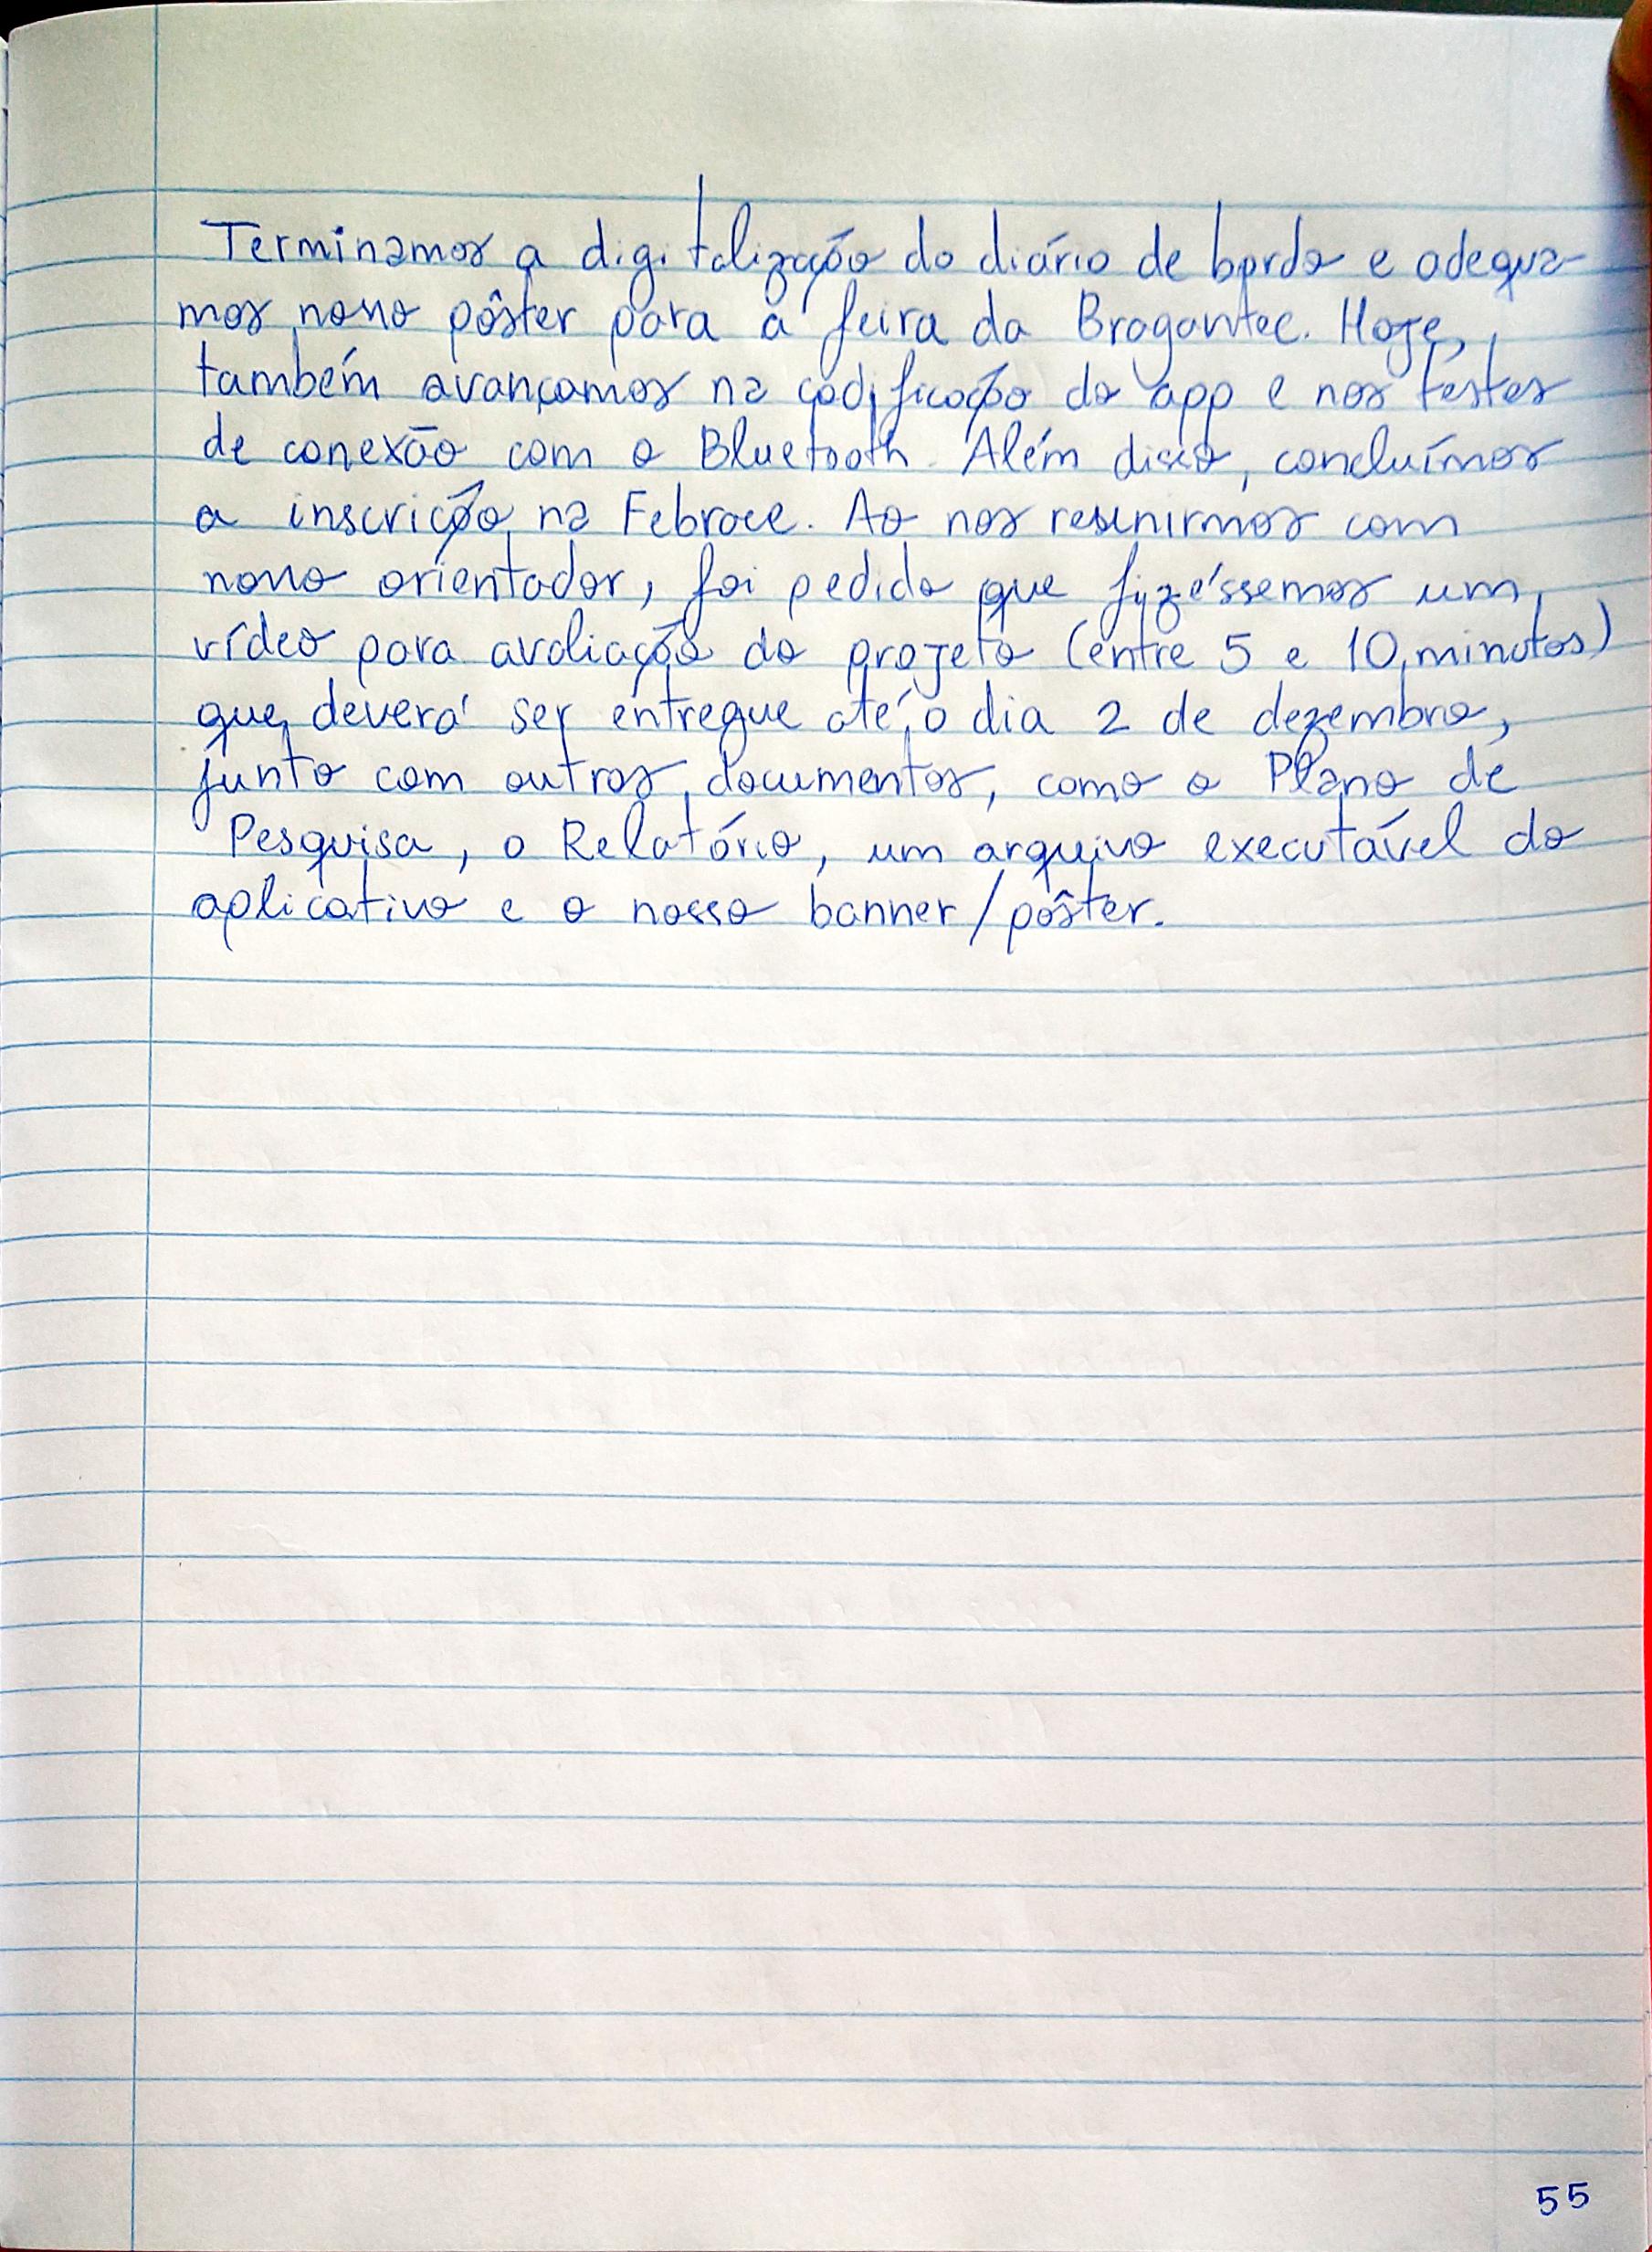 Terminamos a digitalização do diário de bordo e adequa-
mos nosso pôster para a feira da Bragantec. Hoje,
também avançamos na codificação do app e nos testes
de conexão com o Bluetooth. Além disso, concluímos
a inscrição na Febrace. Ao nos reunirmos com
nosso orientador, foi pedido que fizéssemos um
vídeo para avaliação do projeto (entre 5 e 10 minutos)
que deverá ser entregue até o dia 2 de dezembro,
junto com outros documentos, como o Plano de
Pesquisa, o Relatório, um arquivo executável do
aplicativo e o nosso banner/pôster.
55